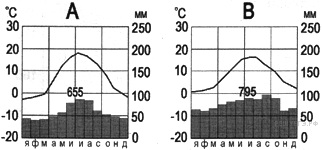 А В
°C мм °C мм
30 250 30 250
20 200 20 200
10 150 10 150
0 655 100 0 795 100
-10 50 -10 50
-20 0 -20 0
я ф м а м и и а с о н д я ф м а м и и а с о н д